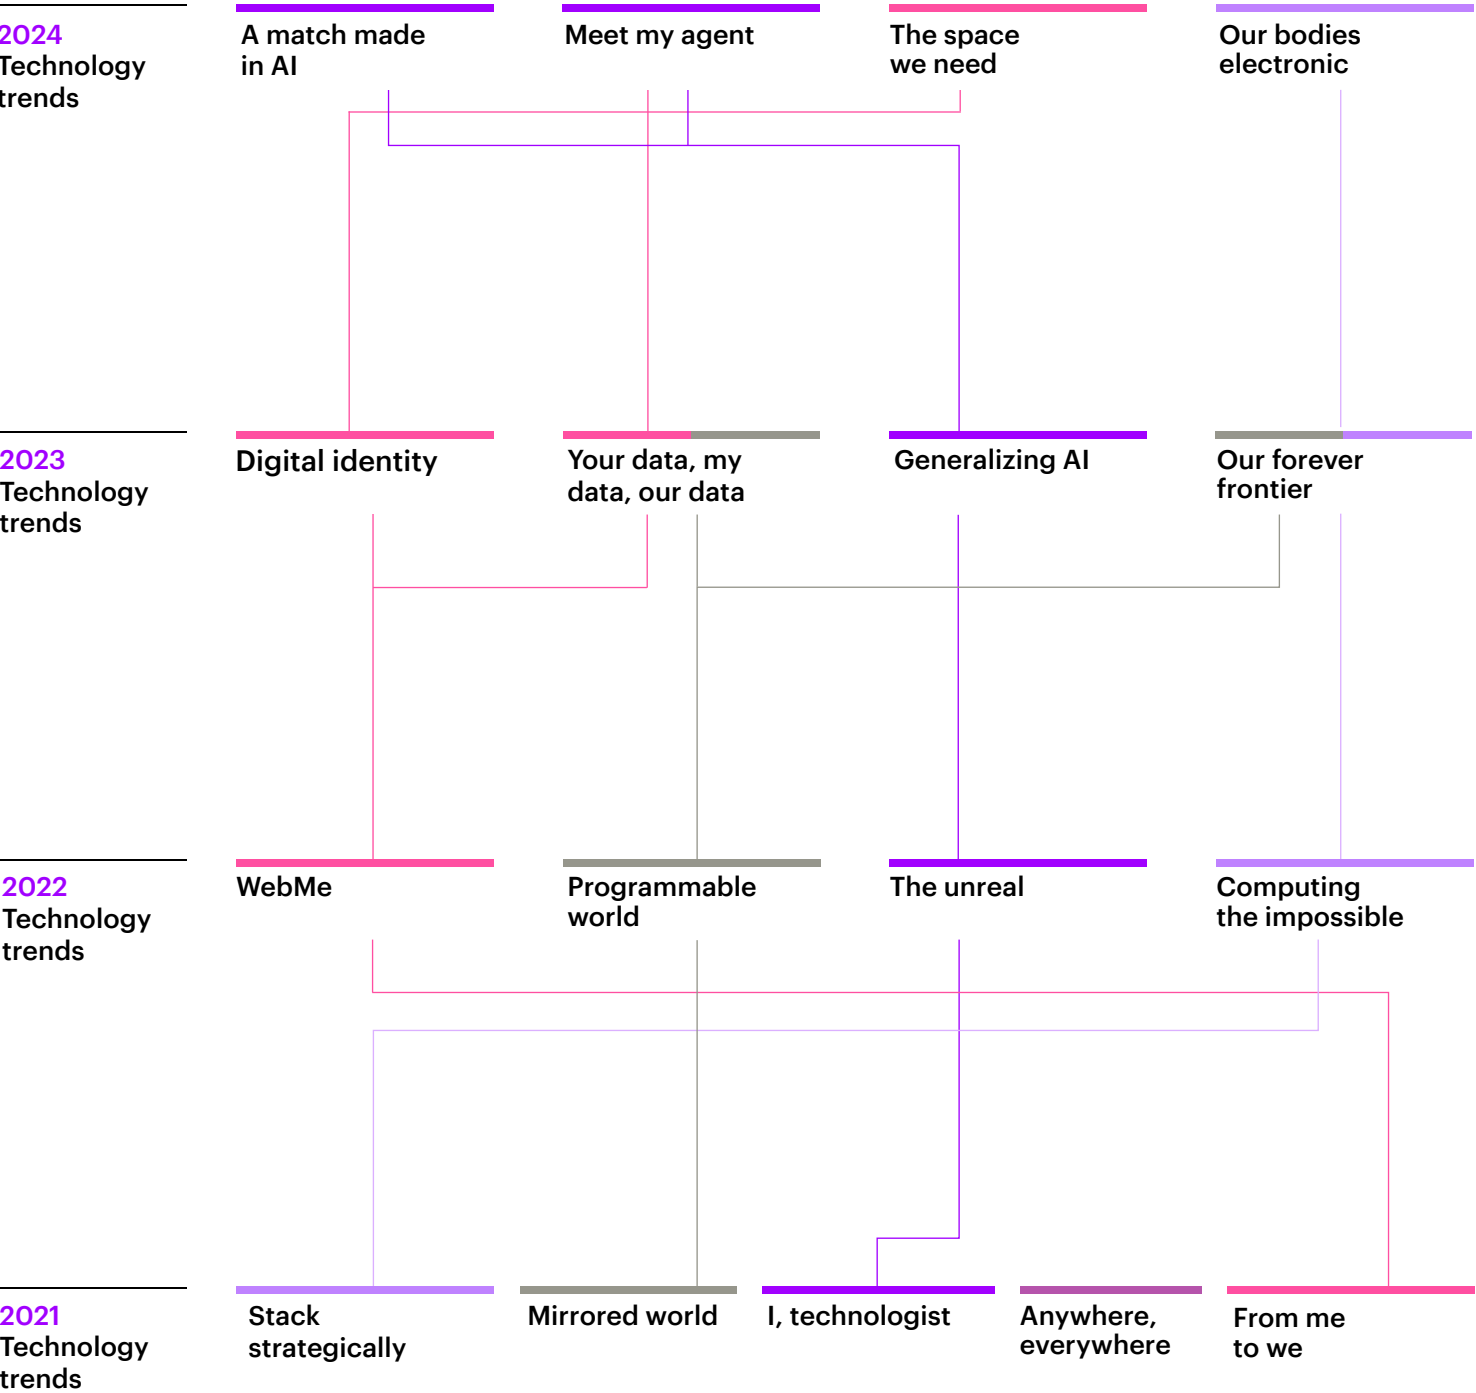 2024
Technology
trends
A match made
in AI
Meet my agent
The space
we need
Our bodies
electronic
2023
Technology
trends
Digital identity
Your data, my
data, our data
Generalizing AI
Our forever
frontier
2022
Technology
trends
WebMe
Programmable
world
The unreal
Computing
the impossible
2021
Technology
trends
Stack
strategically
Mirrored world
I, technologist
Anywhere,
everywhere
From me
to we